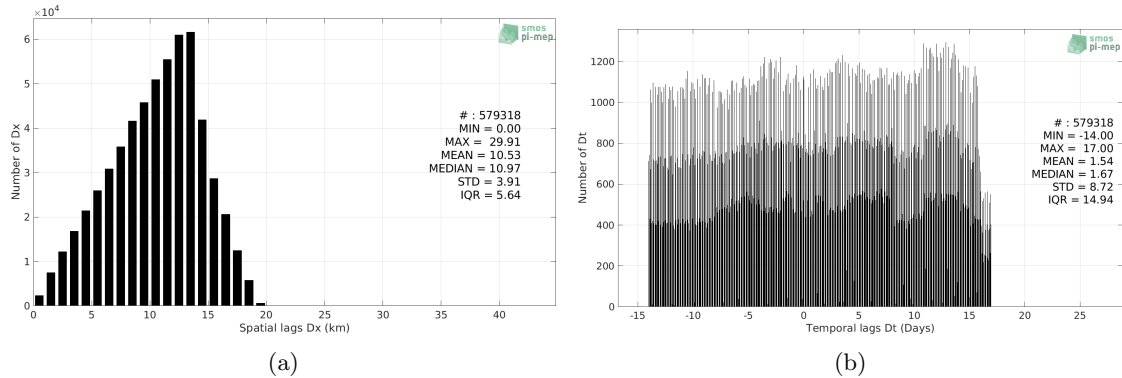 ×10⁴
6
5
4
3
2
1
0
Number of Dx
0 5 10 15 20 25 30 35 40
Spatial lags Dx (km)
smos
pi-mep
# : 579318
MIN = 0.00
MAX = 29.91
MEAN = 10.53
MEDIAN = 10.97
STD = 3.91
IQR = 5.64
(a)
1200
1000
800
600
400
200
0
Number of Dt
-15 -10 -5 0 5 10 15 20 25
Temporal lags Dt (Days)
smos
pi-mep
# : 579318
MIN = -14.00
MAX = 17.00
MEAN = 1.54
MEDIAN = 1.67
STD = 8.72
IQR = 14.94
(b)